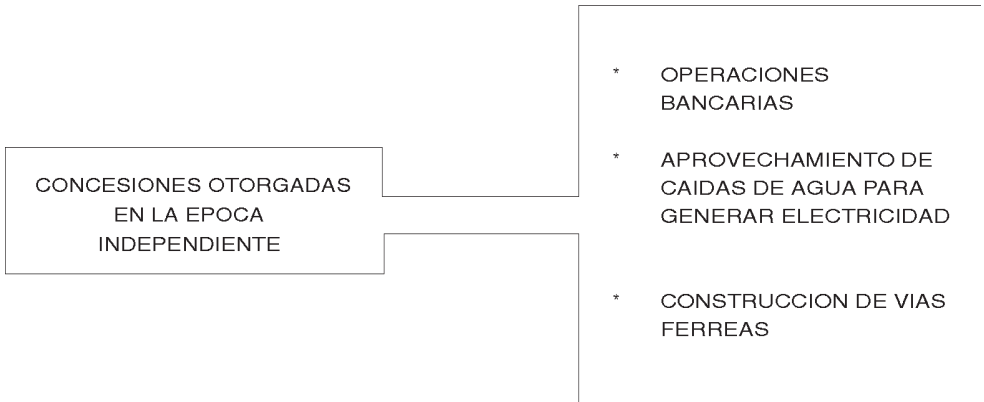 CONCESIONES OTORGADAS
EN LA EPOCA
INDEPENDIENTE
* OPERACIONES
BANCARIAS
* APROVECHAMIENTO DE
CAIDAS DE AGUA PARA
GENERAR ELECTRICIDAD
* CONSTRUCCION DE VIAS
FERREAS